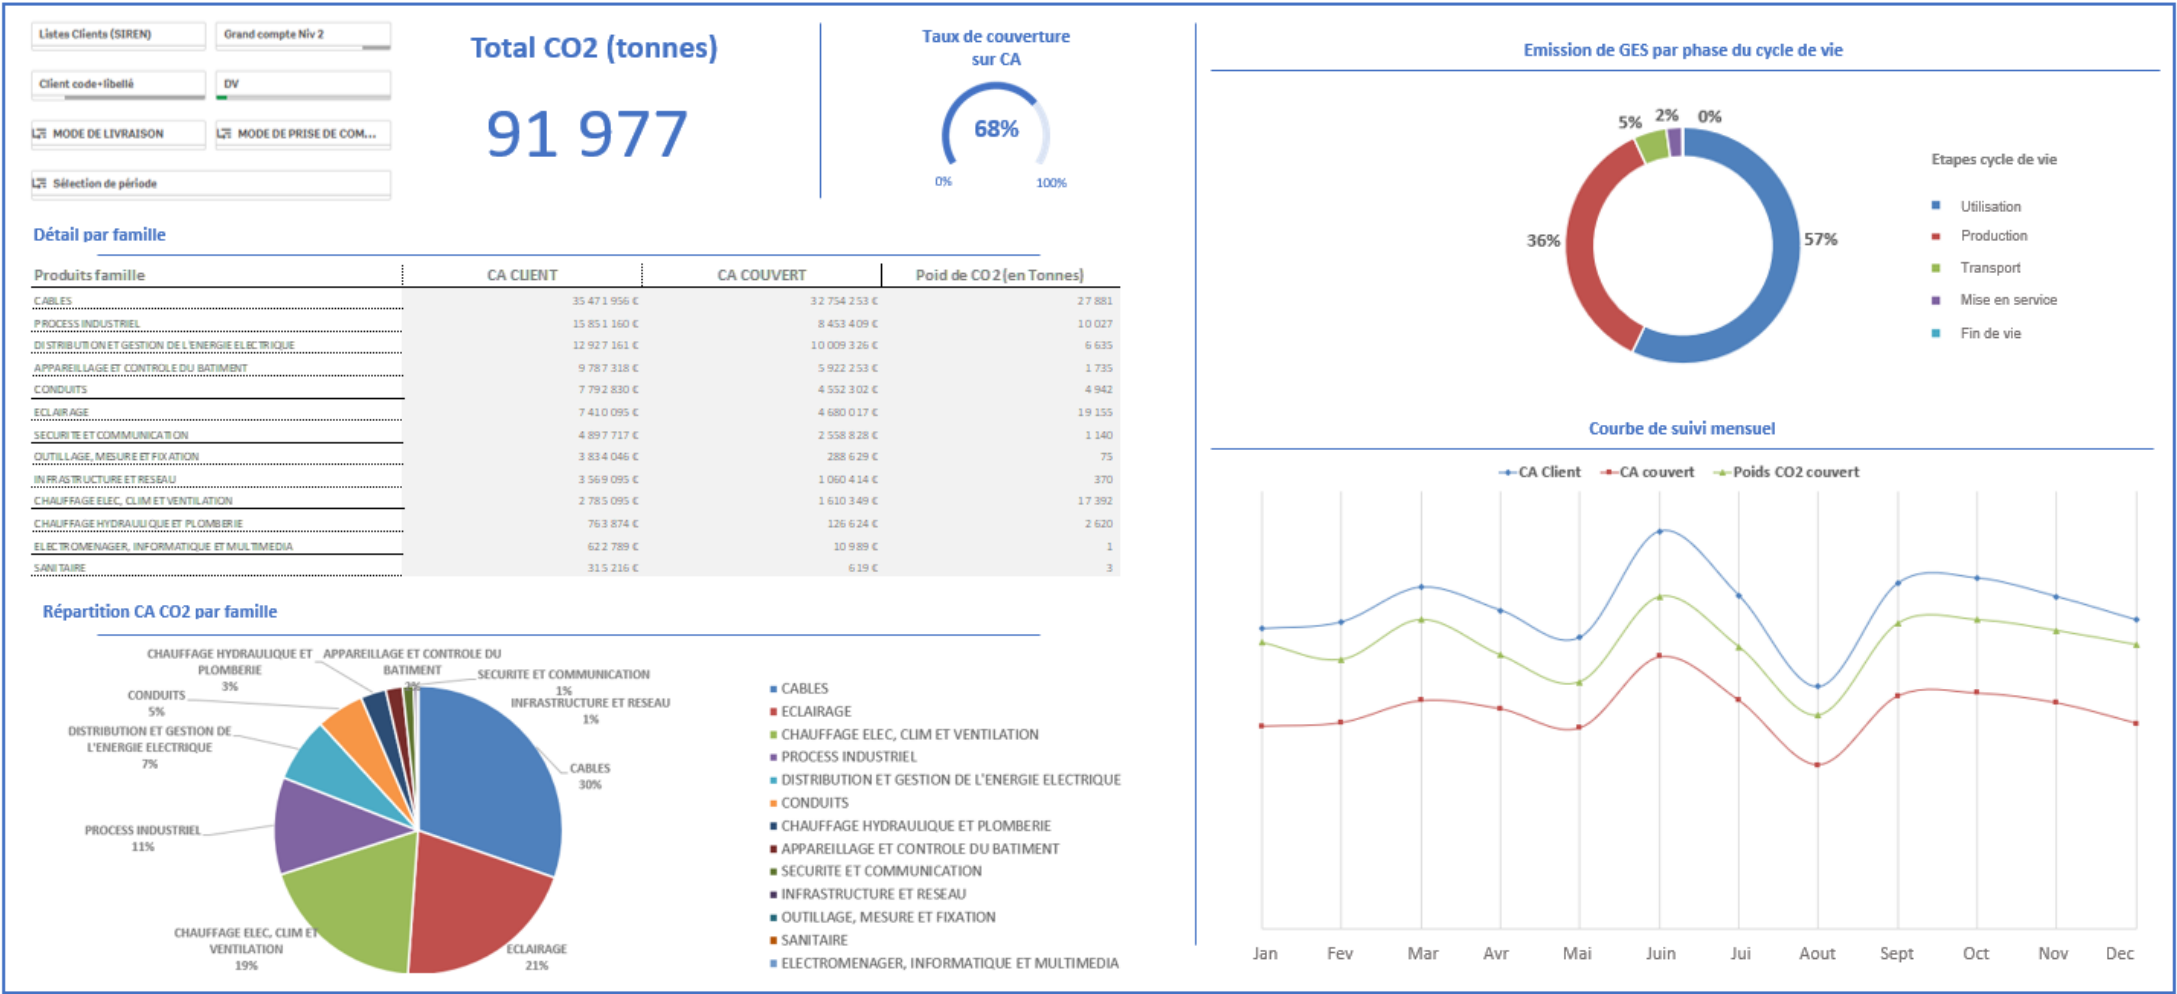 Listes Clients (SIREN)
Grand compte Niv 2
Client code+libellé
DV
MODE DE LIVRAISON
MODE DE PRISE DE COM...
Sélection de période
Total CO2 (tonnes)
91 977
Taux de couverture
sur CA
68%
0%
100%
Détail par famille
Produits famille CA CLIENT CA COUVERT Poid de CO2 (en Tonnes)
CABLES 35 471 956 € 32 754 253 € 27 881
PROCESS INDUSTRIEL 15 851 160 € 8 453 409 € 10 027
DISTRIBUTION ET GESTION DE L'ENERGIE ELECTRIQUE 12 927 161 € 10 009 326 € 6 635
APPAREILLAGE ET CONTROLE DU BATIMENT 9 787 318 € 5 922 253 € 1 735
CONDUITS 7 792 830 € 4 552 302 € 4 942
ECLAIRAGE 7 410 095 € 4 680 017 € 19 155
SECURITE ET COMMUNICATION 4 897 717 € 2 558 828 € 1 140
OUTILLAGE, MESURE ET FIXATION 3 834 046 € 288 629 € 75
INFRASTRUCTURE ET RESEAU 3 569 095 € 1 060 414 € 370
CHAUFFAGE ELEC, CLIM ET VENTILATION 2 785 095 € 1 610 349 € 17 392
CHAUFFAGE HYDRAULIQUE ET PLOMBERIE 763 874 € 126 624 € 2 620
ELECTROMENAGER, INFORMATIQUE ET MULTIMEDIA 622 789 € 10 989 € 1
SANITAIRE 315 216 € 619 € 3
Répartition CA CO2 par famille
CHAUFFAGE HYDRAULIQUE ET
PLOMBERIE
3%
APPAREILLAGE ET CONTROLE DU
BATIMENT
2%
SECURITE ET COMMUNICATION
1%
INFRASTRUCTURE ET RESEAU
1%
CONDUITS
5%
DISTRIBUTION ET GESTION DE
L'ENERGIE ELECTRIQUE
7%
CABLES
30%
PROCESS INDUSTRIEL
11%
CHAUFFAGE ELEC, CLIM ET
VENTILATION
19%
ECLAIRAGE
21%
CABLES
ECLAIRAGE
CHAUFFAGE ELEC, CLIM ET VENTILATION
PROCESS INDUSTRIEL
DISTRIBUTION ET GESTION DE L'ENERGIE ELECTRIQUE
CONDUITS
CHAUFFAGE HYDRAULIQUE ET PLOMBERIE
APPAREILLAGE ET CONTROLE DU BATIMENT
SECURITE ET COMMUNICATION
INFRASTRUCTURE ET RESEAU
OUTILLAGE, MESURE ET FIXATION
SANITAIRE
ELECTROMENAGER, INFORMATIQUE ET MULTIMEDIA
Emission de GES par phase du cycle de vie
5%
2%
0%
36%
57%
Etapes cycle de vie
Utilisation
Production
Transport
Mise en service
Fin de vie
Courbe de suivi mensuel
CA Client CA couvert Poids CO2 couvert
Jan Fev Mar Avr Mai Juin Jui Aout Sept Oct Nov Dec